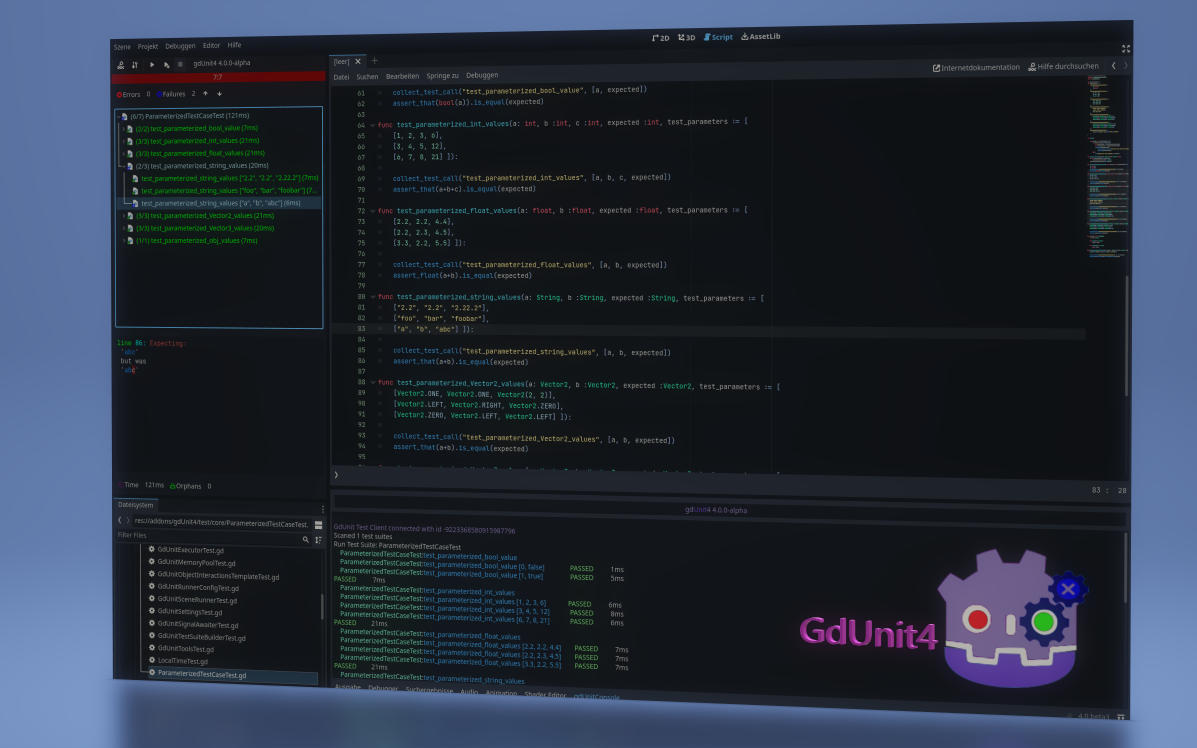 Szene Projekt Debuggen Editor Hilfe
2D 3D Script AssetLib
gdUnit4 4.0.0-alpha
7:7
Errors 0 Failures 2
(6/7) ParameterizedTestCaseTest (121ms)
(2/2) test_parameterized_bool_value (7ms)
(3/3) test_parameterized_int_values (21ms)
(3/3) test_parameterized_float_values (21ms)
(2/3) test_parameterized_string_values (20ms)
test_parameterized_string_values ["2.2", "2.2", "2.22.2"] (7ms)
test_parameterized_string_values ["foo", "bar", "foobar"] (7...
test_parameterized_string_values ["a", "b", "abc"] (6ms)
(3/3) test_parameterized_Vector2_values (21ms)
(3/3) test_parameterized_Vector3_values (20ms)
(1/1) test_parameterized_obj_values (7ms)
line 86: Expecting:
'abc'
but was
'abc'
Time 121ms Orphans 0
Dateisystem
res://addons/gdUnit4/test/core/ParameterizedTestCaseTest.
Filter Files
GdUnitExecutorTest.gd
GdUnitMemoryPoolTest.gd
GdUnitObjectInteractionsTemplateTest.gd
GdUnitRunnerConfigTest.gd
GdUnitSceneRunnerTest.gd
GdUnitSettingsTest.gd
GdUnitSignalAwaiterTest.gd
GdUnitTestSuiteBuilderTest.gd
GdUnitToolsTest.gd
LocalTimeTest.gd
ParameterizedTestCaseTest.gd
[leer]
Datei Suchen Bearbeiten Springe zu Debuggen
Internetdokumentation Hilfe durchsuchen
61 collect_test_call("test_parameterized_bool_value", [a, expected])
62 assert_that(bool(a)).is_equal(expected)
63
64 func test_parameterized_int_values(a: int, b :int, c :int, expected :int, test_parameters := [
65 [1, 2, 3, 6],
66 [3, 4, 5, 12],
67 [6, 7, 8, 21] ]):
68
69 collect_test_call("test_parameterized_int_values", [a, b, c, expected])
70 assert_that(a+b+c).is_equal(expected)
71
72 func test_parameterized_float_values(a: float, b :float, expected :float, test_parameters := [
73 [2.2, 2.2, 4.4],
74 [2.2, 2.3, 4.5],
75 [3.3, 2.2, 5.5] ]):
76
77 collect_test_call("test_parameterized_float_values", [a, b, expected])
78 assert_float(a+b).is_equal(expected)
79
80 func test_parameterized_string_values(a: String, b :String, expected :String, test_parameters := [
81 ["2.2", "2.2", "2.22.2"],
82 ["foo", "bar", "foobar"],
83 ["a", "b", "abc"] ]):
84
85 collect_test_call("test_parameterized_string_values", [a, b, expected])
86 assert_that(a+b).is_equal(expected)
87
88 func test_parameterized_Vector2_values(a: Vector2, b :Vector2, expected :Vector2, test_parameters := [
89 [Vector2.ONE, Vector2.ONE, Vector2(2, 2)],
90 [Vector2.LEFT, Vector2.RIGHT, Vector2.ZERO],
91 [Vector2.ZERO, Vector2.LEFT, Vector2.LEFT] ]):
92
93 collect_test_call("test_parameterized_Vector2_values", [a, b, expected])
94 assert_that(a+b).is_equal(expected)
95
83 : 28
gdUnit4 4.0.0-alpha
GdUnit Test Client connected with id -9223368580915987796
Scaned 1 test suites
Run Test Suite: ParameterizedTestCaseTest
ParameterizedTestCaseTest:test_parameterized_bool_value
ParameterizedTestCaseTest:test_parameterized_bool_value [0, false] PASSED 1ms
ParameterizedTestCaseTest:test_parameterized_bool_value [1, true] PASSED 5ms
PASSED 7ms
ParameterizedTestCaseTest:test_parameterized_int_values
ParameterizedTestCaseTest:test_parameterized_int_values [1, 2, 3, 6] PASSED 6ms
ParameterizedTestCaseTest:test_parameterized_int_values [3, 4, 5, 12] PASSED 8ms
ParameterizedTestCaseTest:test_parameterized_int_values [6, 7, 8, 21] PASSED 6ms
PASSED 21ms
ParameterizedTestCaseTest:test_parameterized_float_values
ParameterizedTestCaseTest:test_parameterized_float_values [2.2, 2.2, 4.4] PASSED 7ms
ParameterizedTestCaseTest:test_parameterized_float_values [2.2, 2.3, 4.5] PASSED 7ms
ParameterizedTestCaseTest:test_parameterized_float_values [3.3, 2.2, 5.5] PASSED 7ms
PASSED 21ms
ParameterizedTestCaseTest:test_parameterized_string_values
GdUnit4
Ausgabe Debugger Suchergebnisse Audio Animation Shader Editor gdUnitConsole
4.0.beta1